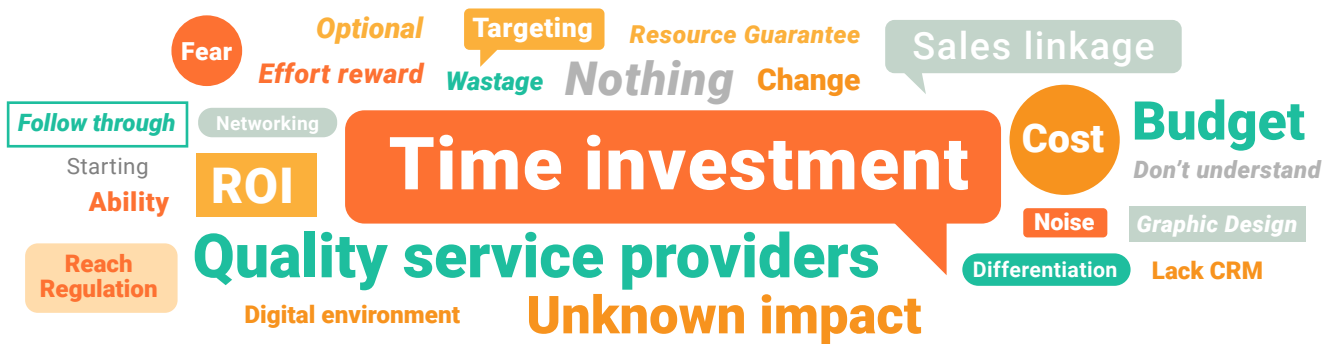 Optional
Targeting
Resource Guarantee
Sales linkage
Fear
Effort reward
Wastage
Nothing
Change
Follow through
Networking
Time investment
Cost
Budget
Starting
Don’t understand
Ability
ROI
Noise
Graphic Design
Quality service providers
Reach
Regulation
Differentiation
Lack CRM
Digital environment
Unknown impact